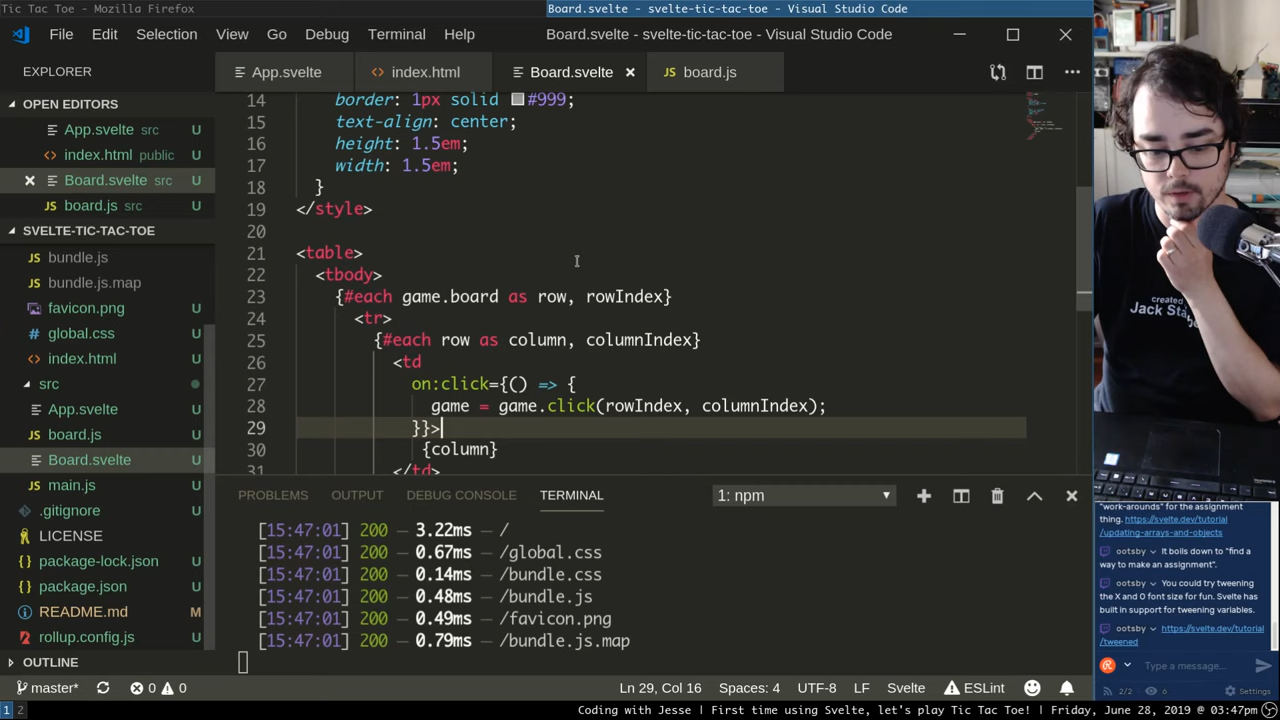 Tic Tac Toe - Mozilla Firefox
Board.svelte - svelte-tic-tac-toe - Visual Studio Code
File Edit Selection View Go Debug Terminal Help
Board.svelte - svelte-tic-tac-toe - Visual Studio Code
EXPLORER
App.svelte
index.html
Board.svelte
board.js
OPEN EDITORS
App.svelte src U
index.html public U
Board.svelte src U
board.js src U
SVELTE-TIC-TAC-TOE
bundle.js U
bundle.js.map U
favicon.png U
global.css U
index.html U
src
App.svelte U
board.js U
Board.svelte U
main.js U
.gitignore U
LICENSE U
package-lock.json U
package.json U
README.md M
rollup.config.js U
OUTLINE
14 border: 1px solid #999;
15 text-align: center;
16 height: 1.5em;
17 width: 1.5em;
18 }
19 </style>
20
21 <table>
22 <tbody>
23 {#each game.board as row, rowIndex}
24 <tr>
25 {#each row as column, columnIndex}
26 <td
27 on:click={() => {
28 game = game.click(rowIndex, columnIndex);
29 }}>
30 {column}
31 </td>
PROBLEMS OUTPUT DEBUG CONSOLE TERMINAL
1: npm
[15:47:01] 200 — 3.22ms — /
[15:47:01] 200 — 0.67ms — /global.css
[15:47:01] 200 — 0.14ms — /bundle.css
[15:47:01] 200 — 0.48ms — /bundle.js
[15:47:01] 200 — 0.49ms — /favicon.png
[15:47:01] 200 — 0.79ms — /bundle.js.map
master* 0 0
Ln 29, Col 16 Spaces: 4 UTF-8 LF Svelte ESLint
1 2
Coding with Jesse | First time using Svelte, let's play Tic Tac Toe! | Friday, June 28, 2019 @ 03:47pm
created
Jack Sta
"work-arounds" for the assignment
thing. https://svelte.dev/tutorial
/updating-arrays-and-objects
ootsby It boils down to "find a
way to make an assignment".
ootsby You could try tweening
the X and O font size for fun. Svelte has
built in support for tweening variables.
ootsby https://svelte.dev/tutorial
/tweened
Type a message...
2/2 6 Settings